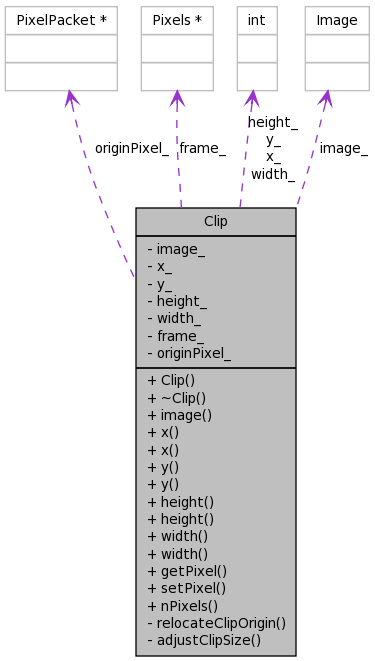 PixelPacket *
Pixels *
int
Image
originPixel_
frame_
height_
y_
x_
width_
image_
Clip
- image_
- x_
- y_
- height_
- width_
- frame_
- originPixel_
+ Clip()
+ ~Clip()
+ image()
+ x()
+ x()
+ y()
+ y()
+ height()
+ height()
+ width()
+ width()
+ getPixel()
+ setPixel()
+ nPixels()
- relocateClipOrigin()
- adjustClipSize()